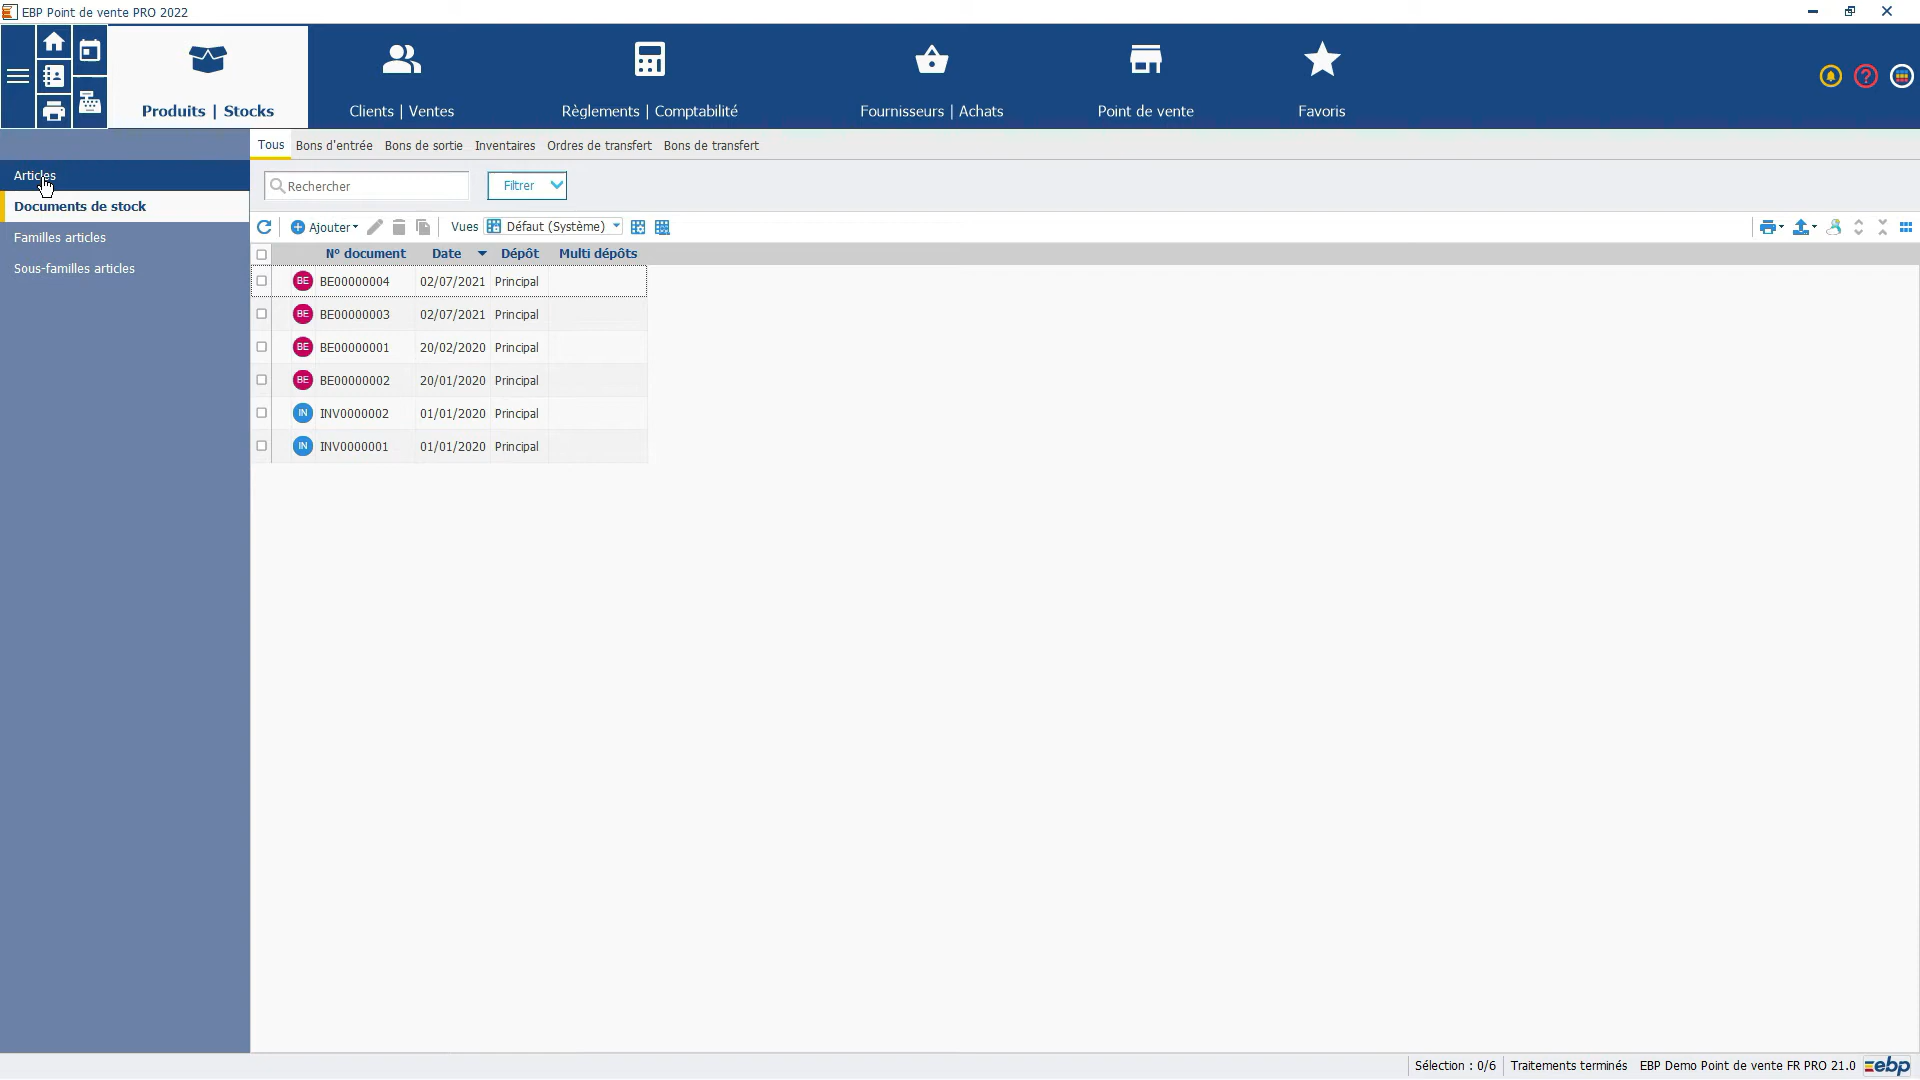 EBP Point de vente PRO 2022
Produits | Stocks
Clients | Ventes
Règlements | Comptabilité
Fournisseurs | Achats
Point de vente
Favoris
Articles
Documents de stock
Familles articles
Sous-familles articles
Tous Bons d'entrée Bons de sortie Inventaires Ordres de transfert Bons de transfert
Rechercher
Filtrer
Ajouter Vues Défaut (Système)
N° document Date Dépôt Multi dépôts
BE BE00000004 02/07/2021 Principal
BE BE00000003 02/07/2021 Principal
BE BE00000001 20/02/2020 Principal
BE BE00000002 20/01/2020 Principal
IN INV0000002 01/01/2020 Principal
IN INV0000001 01/01/2020 Principal
Sélection : 0/6 Traitements terminés EBP Demo Point de vente FR PRO 21.0 ebp